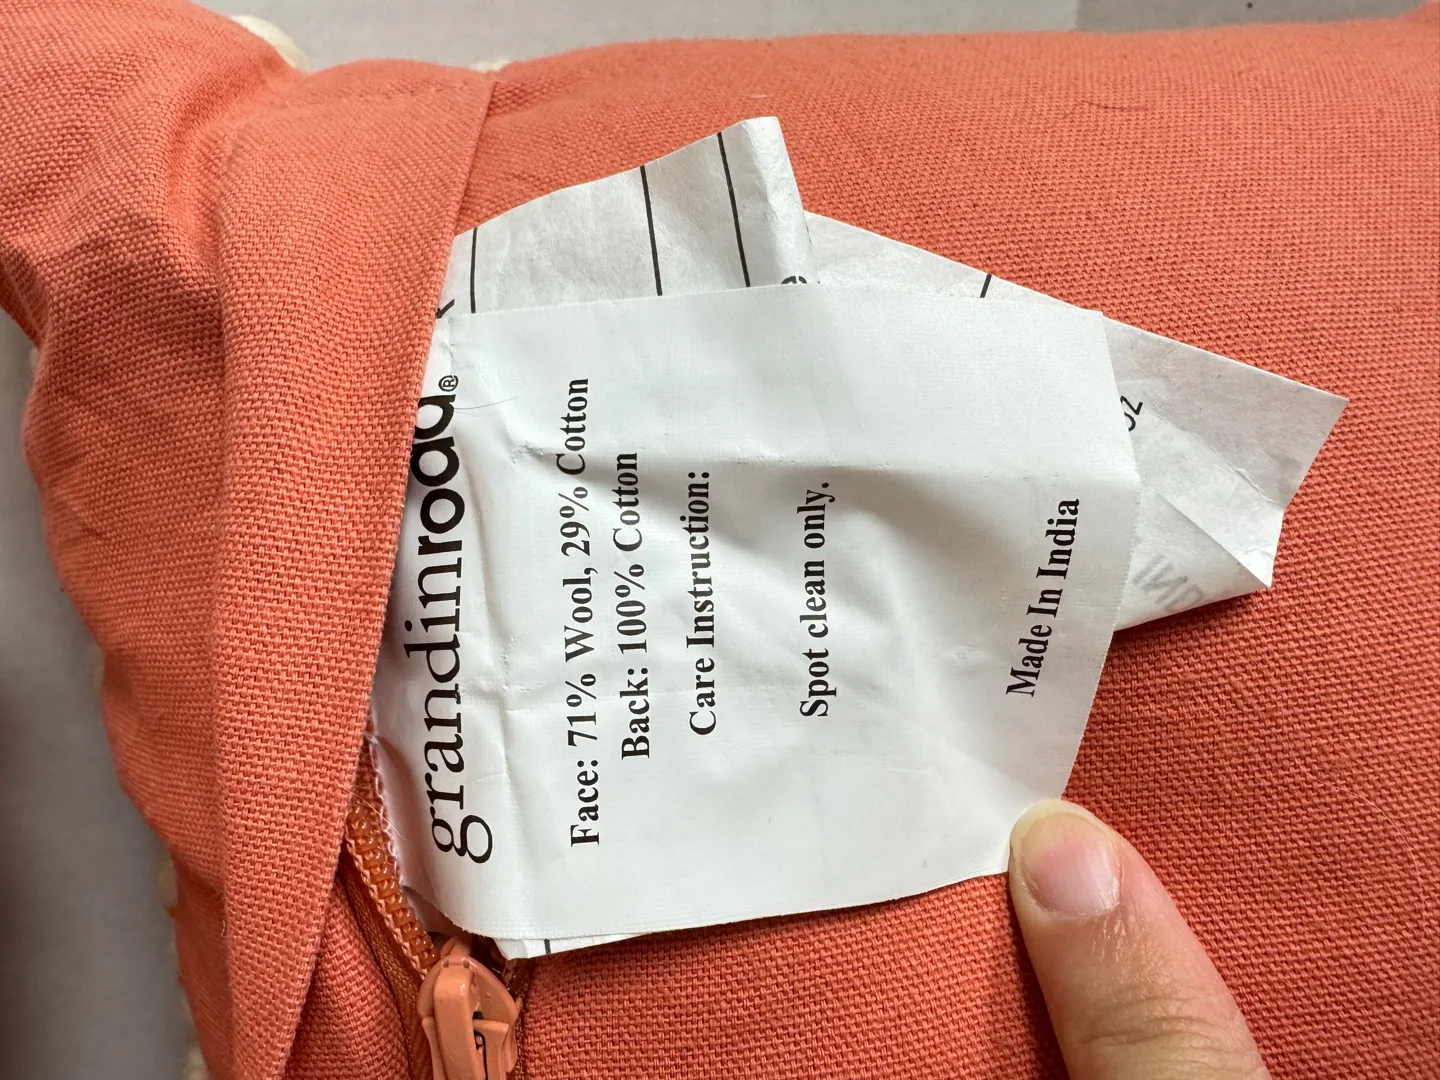 grandinroad®
Face: 71% Wool, 29% Cotton
Back: 100% Cotton
Care Instruction:
Spot clean only.
Made In India